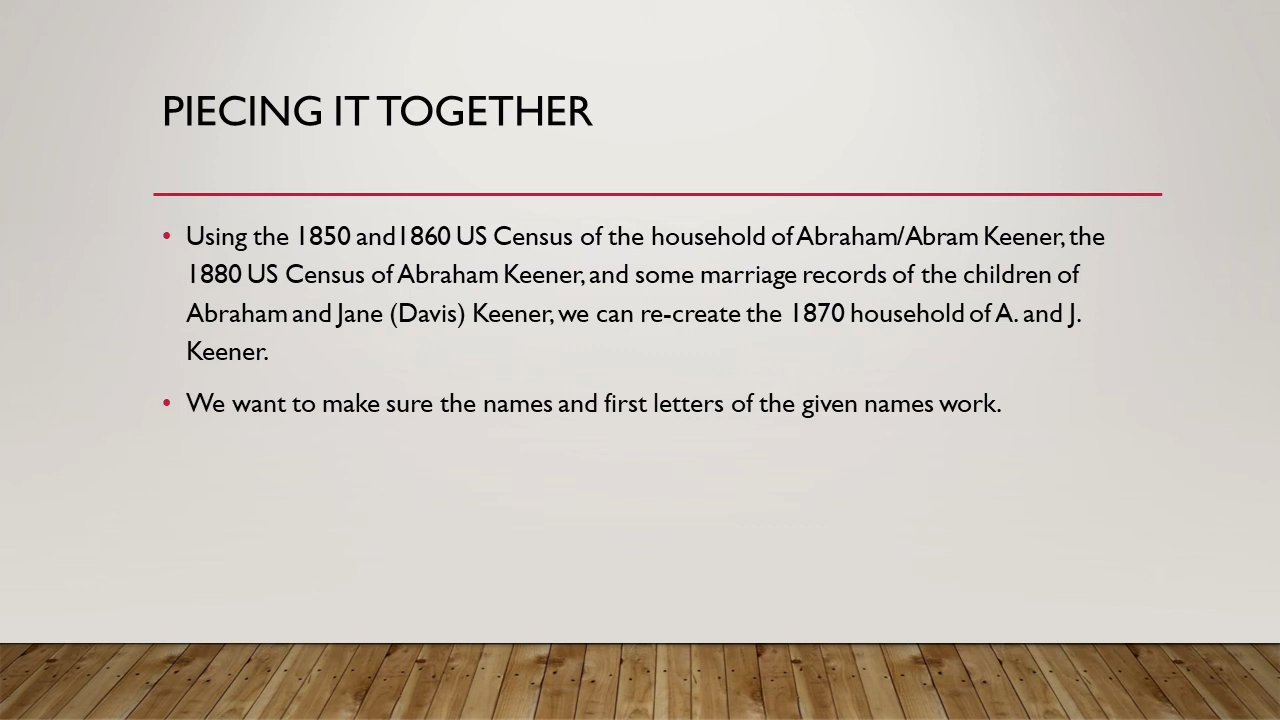 PIECING IT TOGETHER
• Using the 1850 and1860 US Census of the household of Abraham/Abram Keener, the
1880 US Census of Abraham Keener, and some marriage records of the children of
Abraham and Jane (Davis) Keener, we can re-create the 1870 household of A. and J.
Keener.
• We want to make sure the names and first letters of the given names work.